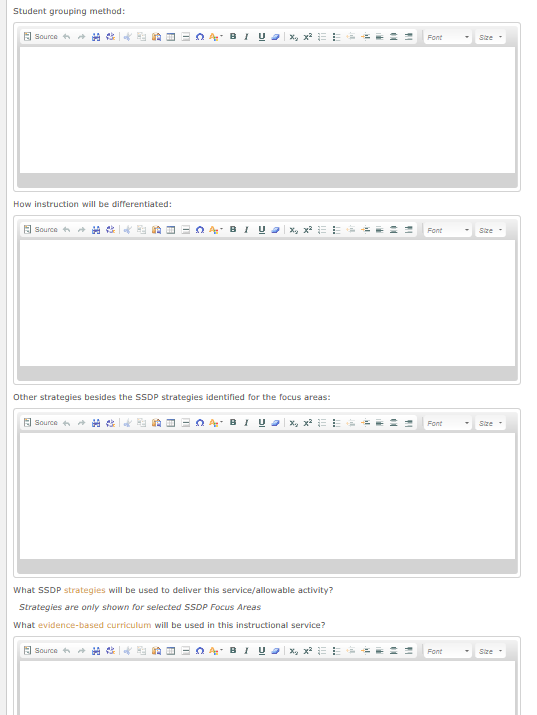 Student grouping method:
Source B I U X₂ X² Font Size
How instruction will be differentiated:
Source B I U X₂ X² Font Size
Other strategies besides the SSDP strategies identified for the focus areas:
Source B I U X₂ X² Font Size
What SSDP strategies will be used to deliver this service/allowable activity?
Strategies are only shown for selected SSDP Focus Areas
What evidence-based curriculum will be used in this instructional service?
Source B I U X₂ X² Font Size